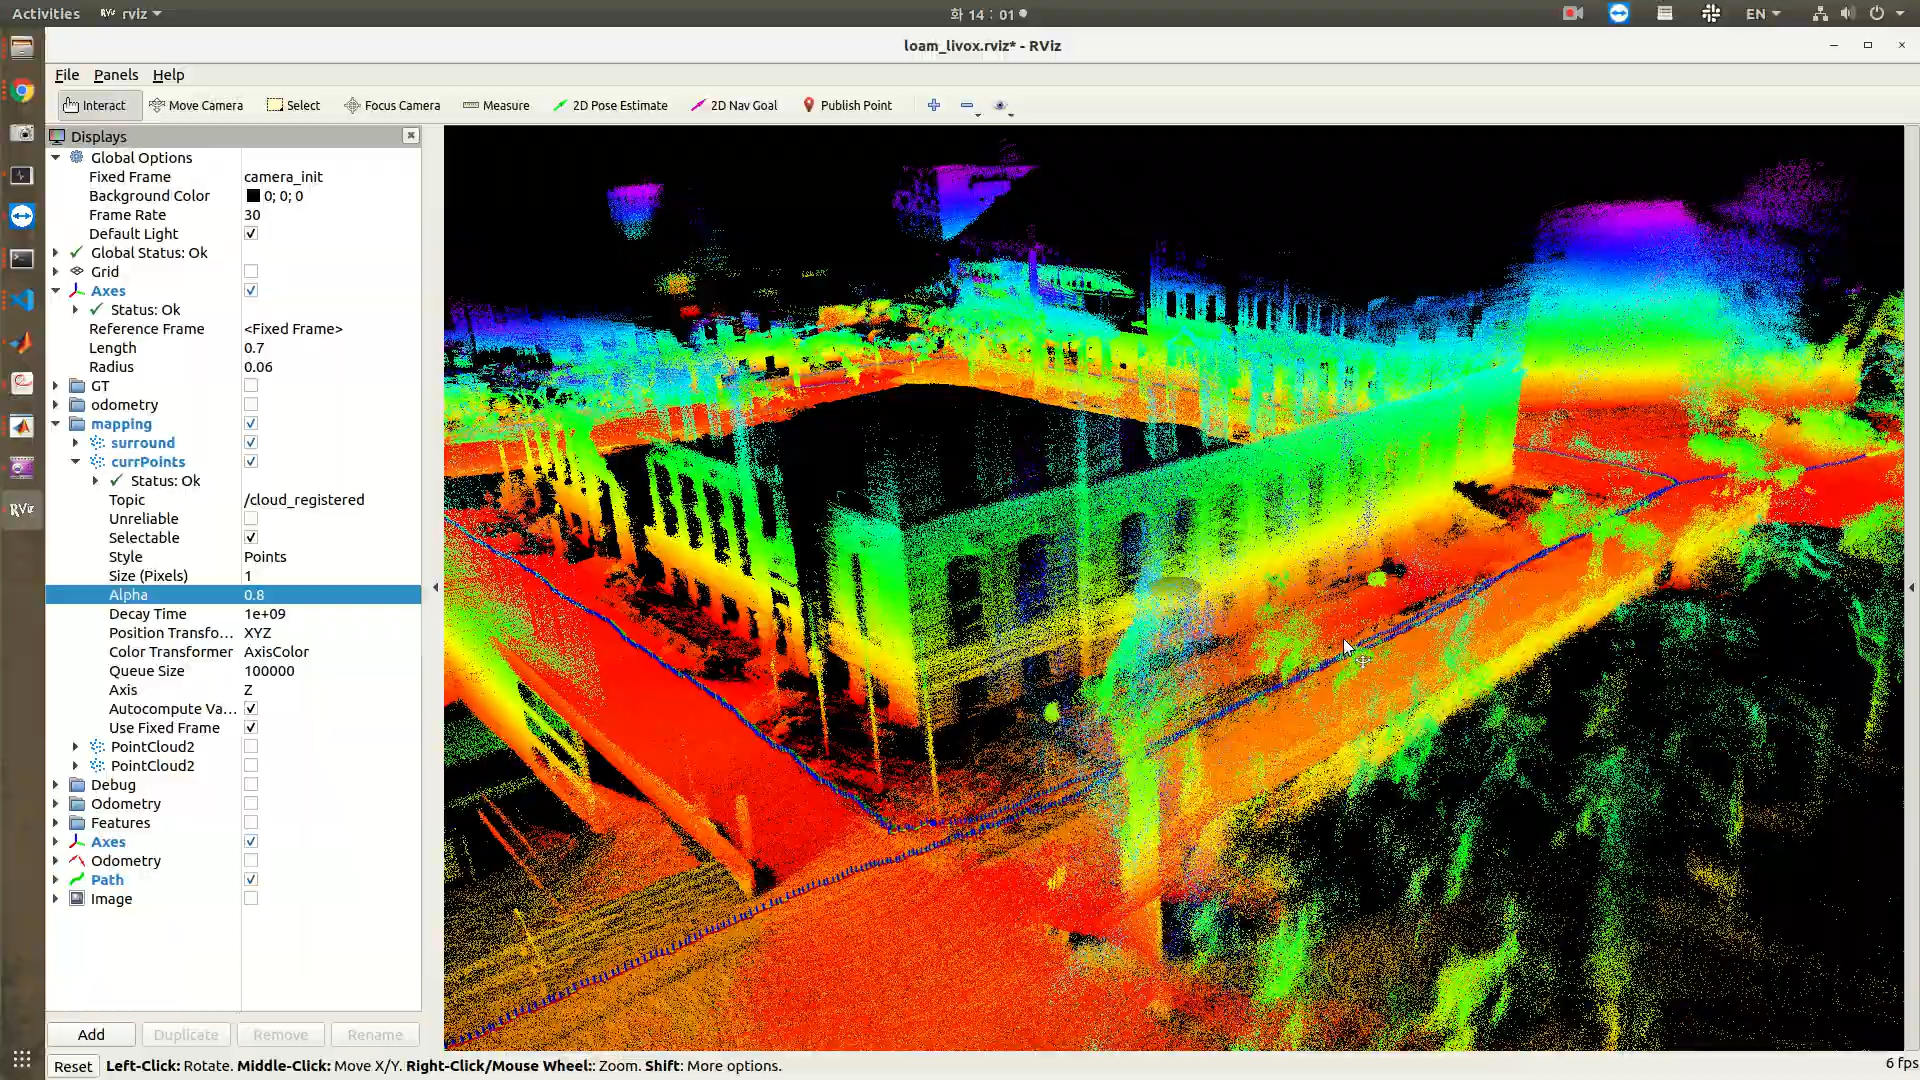 Activities
RViz rviz
화 14 : 01
EN
loam_livox.rviz* - RViz
File Panels Help
Interact Move Camera Select Focus Camera Measure 2D Pose Estimate 2D Nav Goal Publish Point
Displays
Global Options
Fixed Frame camera_init
Background Color 0; 0; 0
Frame Rate 30
Default Light
Global Status: Ok
Grid
Axes
Status: Ok
Reference Frame <Fixed Frame>
Length 0.7
Radius 0.06
GT
odometry
mapping
surround
currPoints
Status: Ok
Topic /cloud_registered
Unreliable
Selectable
Style Points
Size (Pixels) 1
Alpha 0.8
Decay Time 1e+09
Position Transfo... XYZ
Color Transformer AxisColor
Queue Size 100000
Axis Z
Autocompute Va...
Use Fixed Frame
PointCloud2
PointCloud2
Debug
Odometry
Features
Axes
Odometry
Path
Image
RViz
Add Duplicate Remove Rename
Reset Left-Click: Rotate. Middle-Click: Move X/Y. Right-Click/Mouse Wheel:: Zoom. Shift: More options.
6 fps